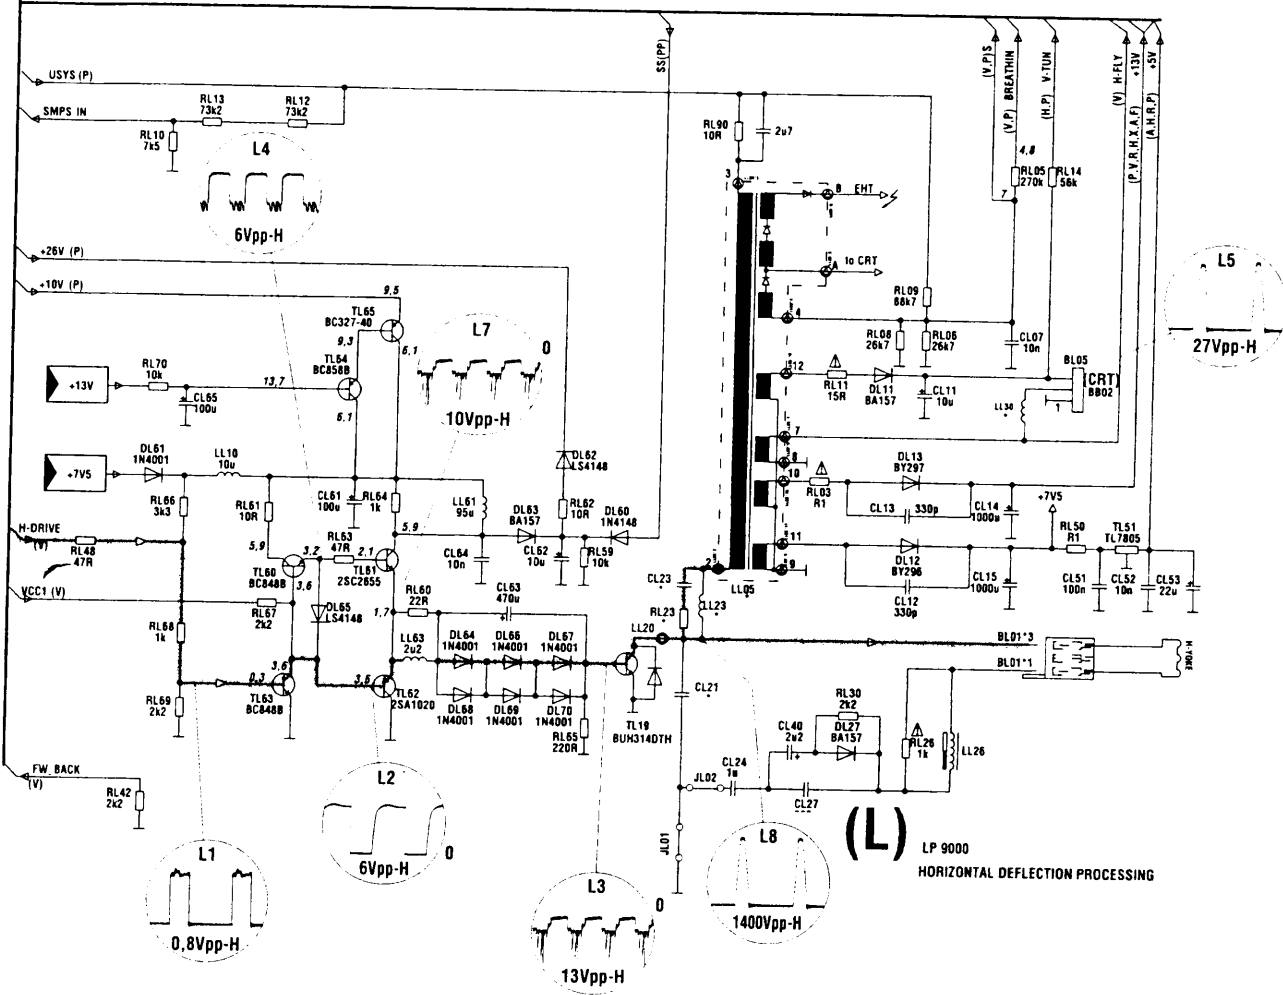 USYS (P)
SMPS IN
RL13
73k2
RL12
73k2
RL10
7k5
L4
6Vpp-H
+26V (P)
+10V (P)
9,5
TL65
BC327-40
9,3
6,1
TL64
BC858B
+13V
RL70
10k
13,7
CL65
100u
6,1
L7
0
10Vpp-H
+7V5
DL61
1N4001
LL10
10u
RL66
3k3
RL61
10R
CL61
100u
RL64
1k
LL61
95u
DL63
BA157
DL62
LS4148
RL62
10R
DL60
1N4148
SS(PP)
H-DRIVE
(V)
RL48
47R
5,9
3,2
RL63
47R
2,1
5,9
CL64
10n
CL62
10u
RL59
10k
TL60
BC848B
3,6
TL61
2SC2655
VCC1 (V)
RL67
2k2
DL65
LS4148
1,7
RL60
22R
CL63
470u
RL68
1k
LL63
2u2
DL64
1N4001
DL66
1N4001
DL67
1N4001
LL20
3,6
0,3
TL63
BC848B
3,6
TL62
2SA1020
RL69
2k2
DL68
1N4001
DL69
1N4001
DL70
1N4001
RL65
220R
TL19
BUH314DTH
FW_BACK
(V)
RL42
2k2
L2
0
6Vpp-H
L1
0,8Vpp-H
L3
0
13Vpp-H
RL90
10R
2u7
3
B
EHT
A
to CRT
4
12
7
8
10
11
9
2
LL05
CL23
RL23
LL23
CL21
RL09
68k7
RL08
26k7
RL06
26k7
(V,P)S
(V,P) BREATHIN
(H,P) V-TUN
(V) H-FLY
(P,V,R,H,X,A,F) +13V
(A,H,R,P) +5V
4,8
RL05
270k
RL14
56k
7
CL07
10n
RL11
15R
DL11
BA157
CL11
10u
BL05
(CRT)
BB02
1
LL30
L5
27Vpp-H
RL03
R1
DL13
BY297
CL13
330p
CL14
1000u
+7V5
DL12
BY296
CL12
330p
CL15
1000u
RL50
R1
TL51
TL7805
CL51
100n
CL52
10n
CL53
22u
BL01*3
BL01*1
H-YOKE
RL30
2k2
CL40
2u2
DL27
BA157
RL26
1k
LL26
JL02
CL24
1u
CL27
JL01
L8
1400Vpp-H
(L)
LP 9000
HORIZONTAL DEFLECTION PROCESSING